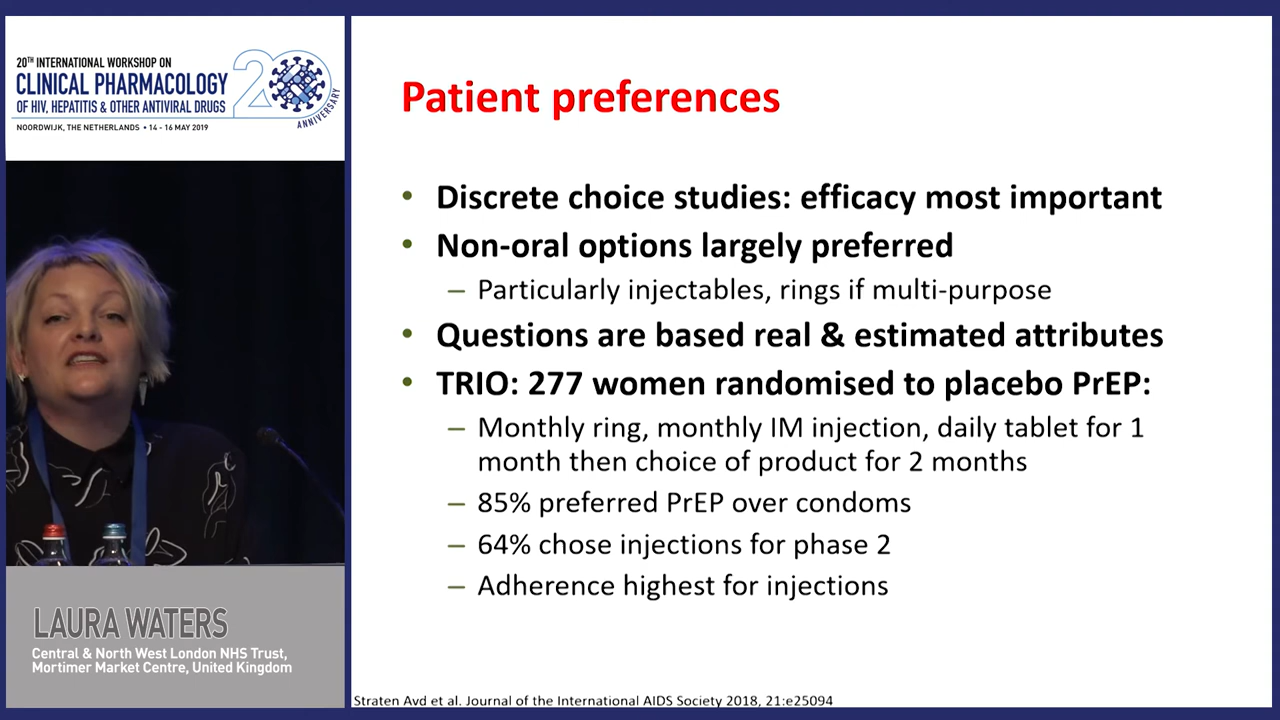 20TH INTERNATIONAL WORKSHOP ON
CLINICAL PHARMACOLOGY
OF HIV, HEPATITIS & OTHER ANTIVIRAL DRUGS
NOORDWIJK, THE NETHERLANDS • 14 - 16 MAY 2019
20
ANNIVERSARY
LAURA WATERS
Central & North West London NHS Trust,
Mortimer Market Centre, United Kingdom
Patient preferences
• Discrete choice studies: efficacy most important
• Non-oral options largely preferred
– Particularly injectables, rings if multi-purpose
• Questions are based real & estimated attributes
• TRIO: 277 women randomised to placebo PrEP:
– Monthly ring, monthly IM injection, daily tablet for 1
month then choice of product for 2 months
– 85% preferred PrEP over condoms
– 64% chose injections for phase 2
– Adherence highest for injections
Straten Avd et al. Journal of the International AIDS Society 2018, 21:e25094